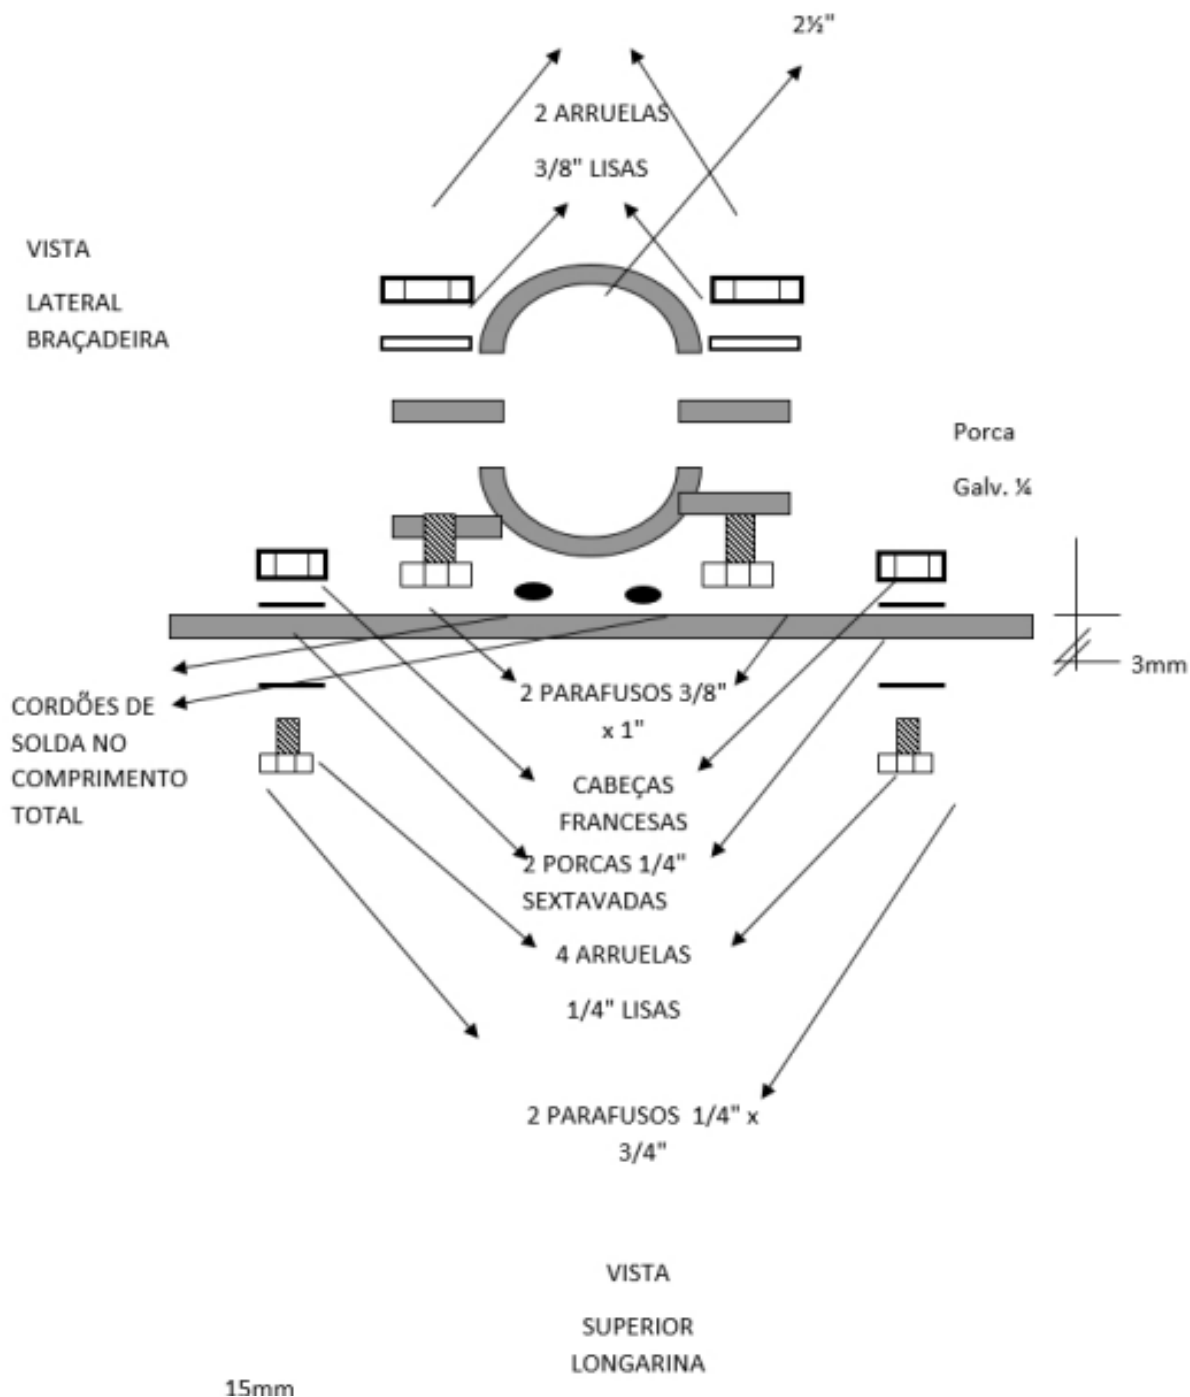 2½"
2 ARRUELAS
3/8" LISAS
VISTA
LATERAL
BRAÇADEIRA
Porca
Galv. ¼
3mm
CORDÕES DE
SOLDA NO
COMPRIMENTO
TOTAL
2 PARAFUSOS 3/8"
x 1"
CABEÇAS
FRANCESAS
2 PORCAS 1/4"
SEXTAVADAS
4 ARRUELAS
1/4" LISAS
2 PARAFUSOS 1/4" x
3/4"
VISTA
SUPERIOR
LONGARINA
15mm